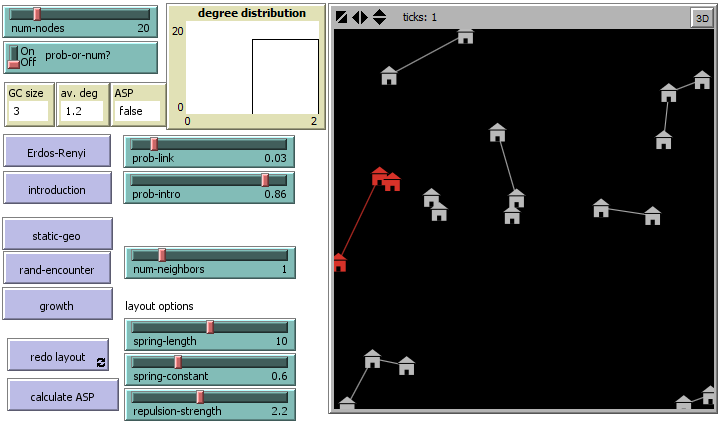 num-nodes 20
On
Off
prob-or-num?
degree distribution
20
0
0 2
ticks: 1
3D
GC size
3
av. deg
1.2
ASP
false
Erdos-Renyi
prob-link 0.03
introduction
prob-intro 0.86
static-geo
rand-encounter
num-neighbors 1
growth
layout options
spring-length 10
redo layout
spring-constant 0.6
calculate ASP
repulsion-strength 2.2